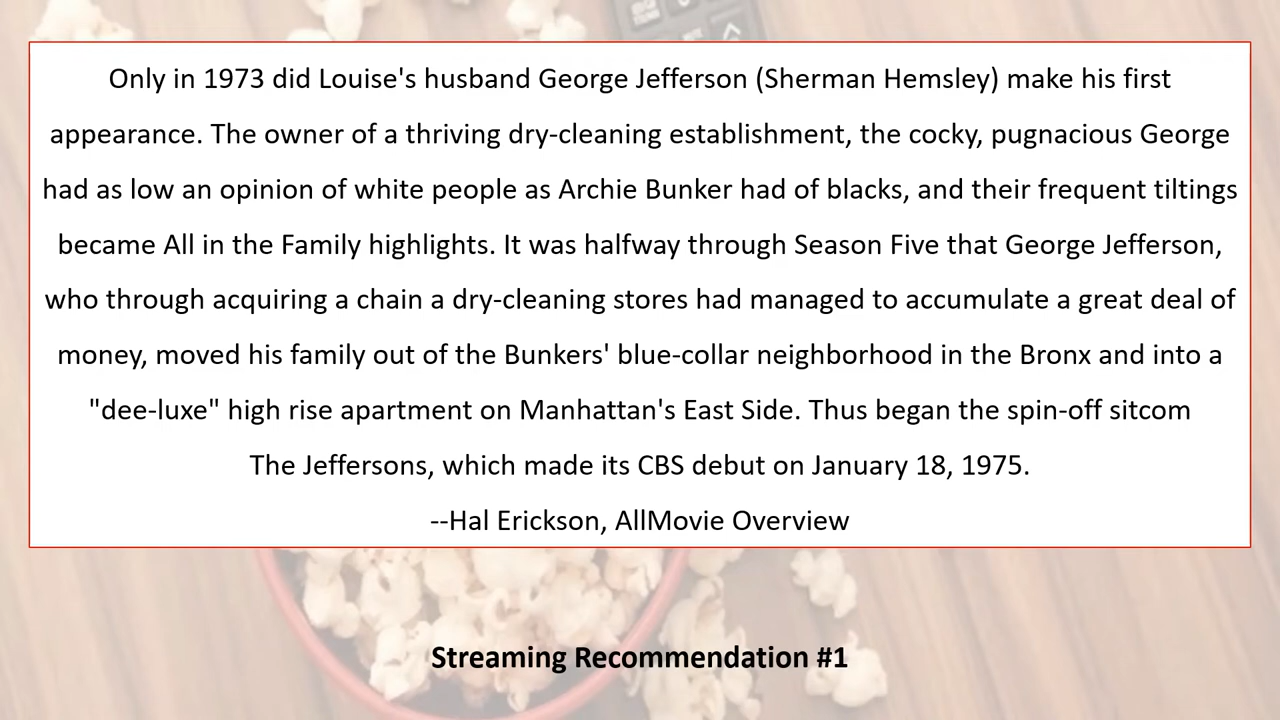 Only in 1973 did Louise's husband George Jefferson (Sherman Hemsley) make his first
appearance. The owner of a thriving dry-cleaning establishment, the cocky, pugnacious George
had as low an opinion of white people as Archie Bunker had of blacks, and their frequent tiltings
became All in the Family highlights. It was halfway through Season Five that George Jefferson,
who through acquiring a chain a dry-cleaning stores had managed to accumulate a great deal of
money, moved his family out of the Bunkers' blue-collar neighborhood in the Bronx and into a
"dee-luxe" high rise apartment on Manhattan's East Side. Thus began the spin-off sitcom
The Jeffersons, which made its CBS debut on January 18, 1975.
--Hal Erickson, AllMovie Overview
Streaming Recommendation #1